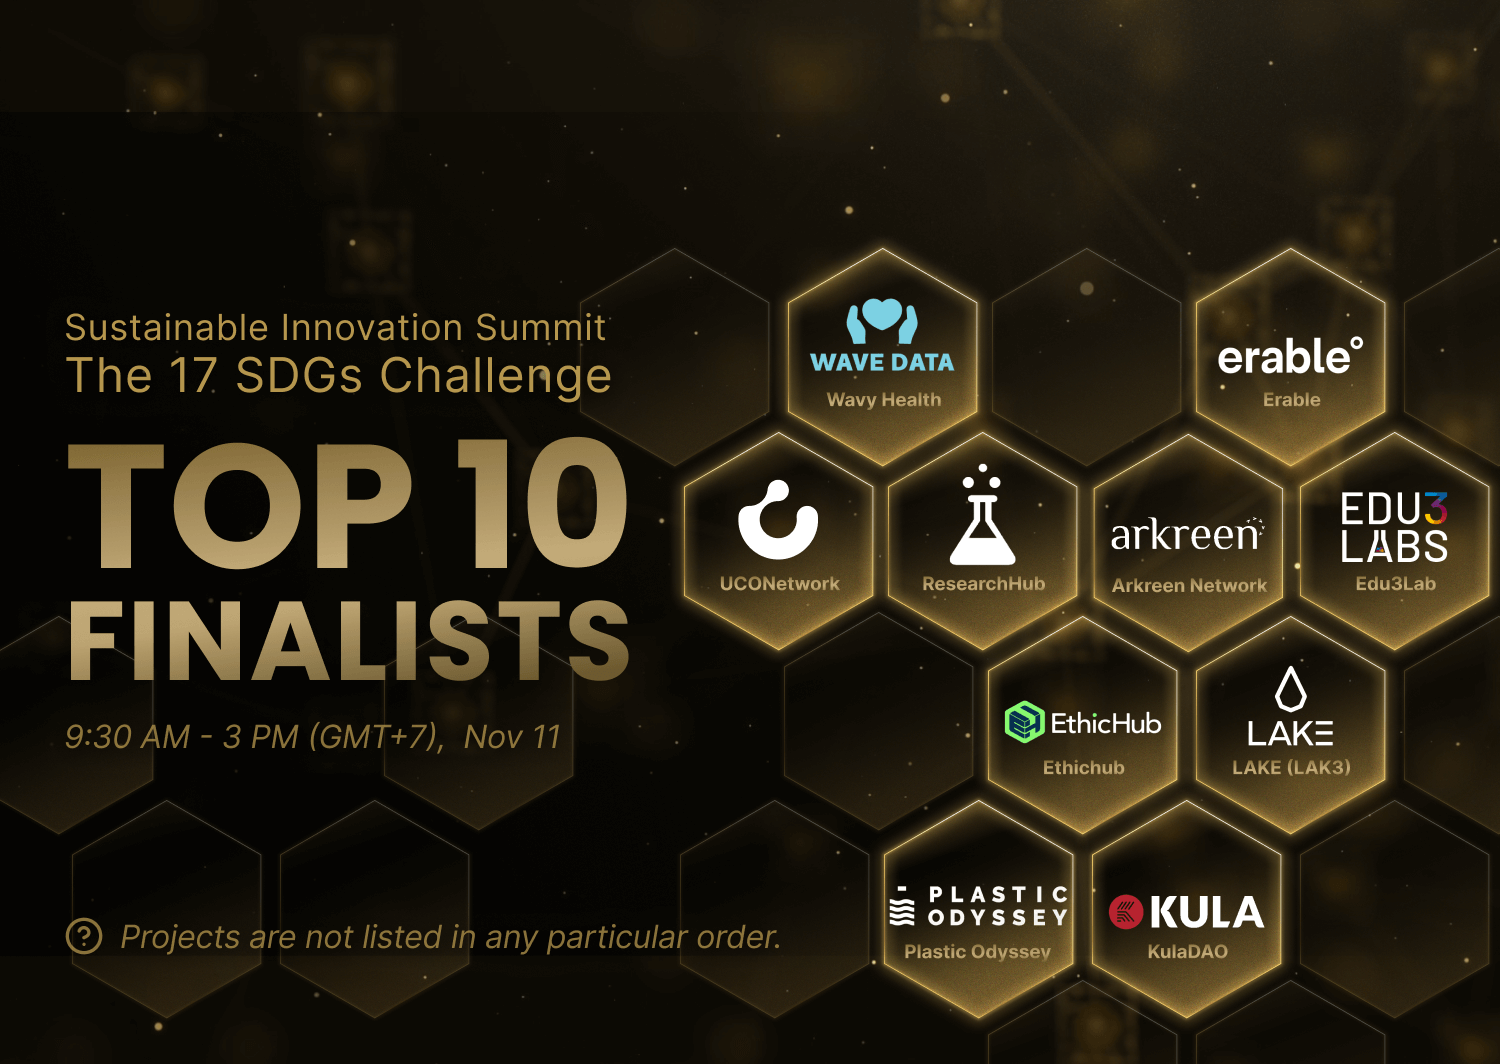 Sustainable Innovation Summit
The 17 SDGs Challenge
TOP 10
FINALISTS
9:30 AM - 3 PM (GMT+7), Nov 11
? Projects are not listed in any particular order.
WAVE DATA
Wavy Health
erable°
Erable
UCONetwork
ResearchHub
arkreen
Arkreen Network
EDU3
LABS
Edu3Lab
EthicHub
Ethichub
LAKE
LAKE (LAK3)
PLASTIC
ODYSSEY
Plastic Odyssey
KULA
KulaDAO